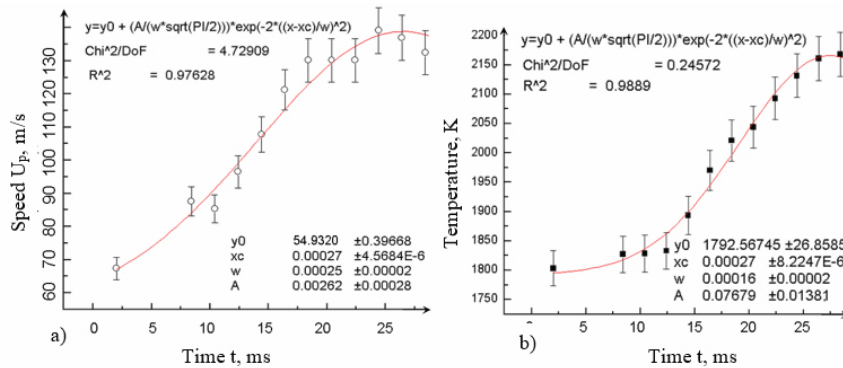 y=y0 + (A/(w*sqrt(PI/2)))*exp(-2*((x-xc)/w)^2)
Chi^2/DoF = 4.72909
R^2 = 0.97628
Speed Up, m/s
140
130
120
110
100
90
80
70
60
y0 54.9320 ±0.39668
xc 0.00027 ±4.5684E-6
w 0.00025 ±0.00002
A 0.00262 ±0.00028
0 5 10 15 20 25
a)
Time t, ms
y=y0 + (A/(w*sqrt(PI/2)))*exp(-2*((x-xc)/w)^2)
Chi^2/DoF = 0.24572
R^2 = 0.9889
Temperature, K
2200
2150
2100
2050
2000
1950
1900
1850
1800
1750
y0 1792.56745 ±26.8585
xc 0.00027 ±8.2247E-6
w 0.00016 ±0.00002
A 0.07679 ±0.01381
0 5 10 15 20 25
b)
Time t, ms